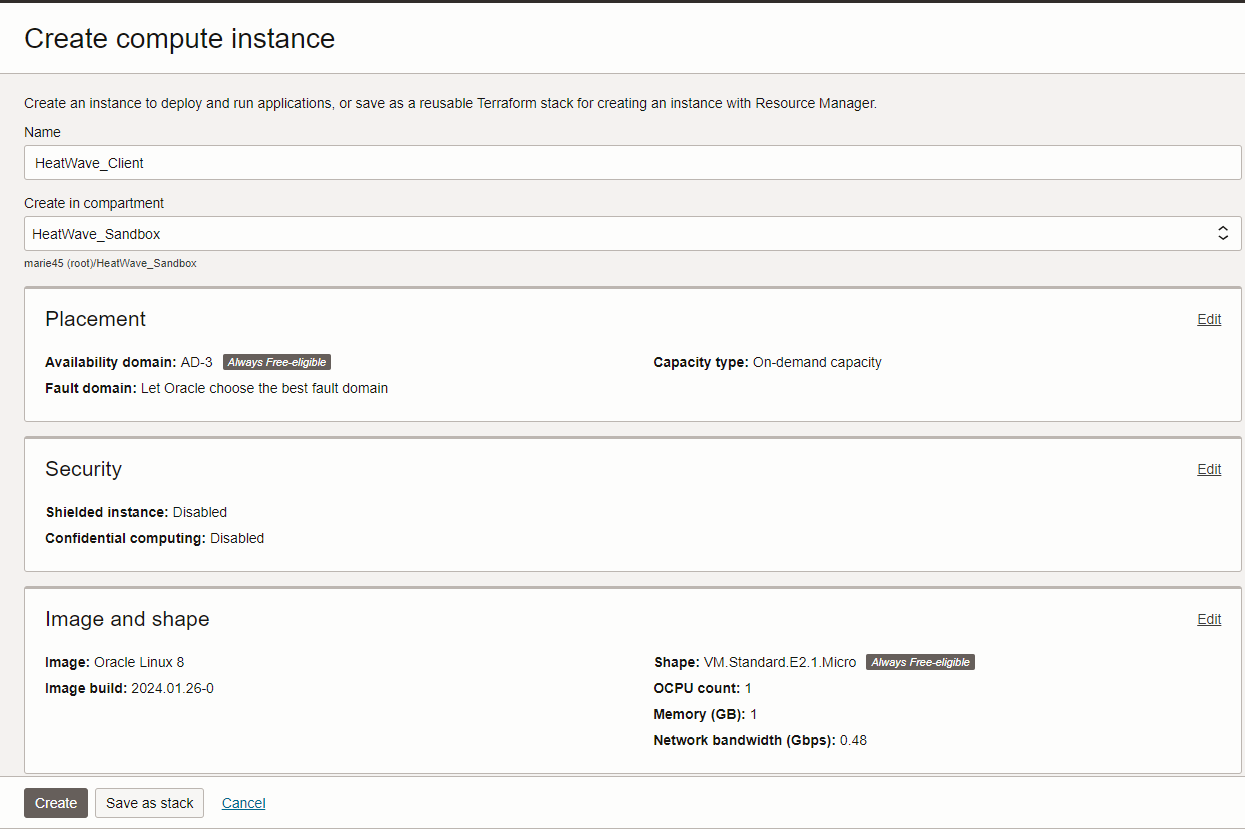 Create compute instance
Create an instance to deploy and run applications, or save as a reusable Terraform stack for creating an instance with Resource Manager.
Name
HeatWave_Client
Create in compartment
HeatWave_Sandbox
marie45 (root)/HeatWave_Sandbox
Placement
Edit
Availability domain: AD-3 Always Free-eligible
Capacity type: On-demand capacity
Fault domain: Let Oracle choose the best fault domain
Security
Edit
Shielded instance: Disabled
Confidential computing: Disabled
Image and shape
Edit
Image: Oracle Linux 8
Image build: 2024.01.26-0
Shape: VM.Standard.E2.1.Micro Always Free-eligible
OCPU count: 1
Memory (GB): 1
Network bandwidth (Gbps): 0.48
Create
Save as stack
Cancel